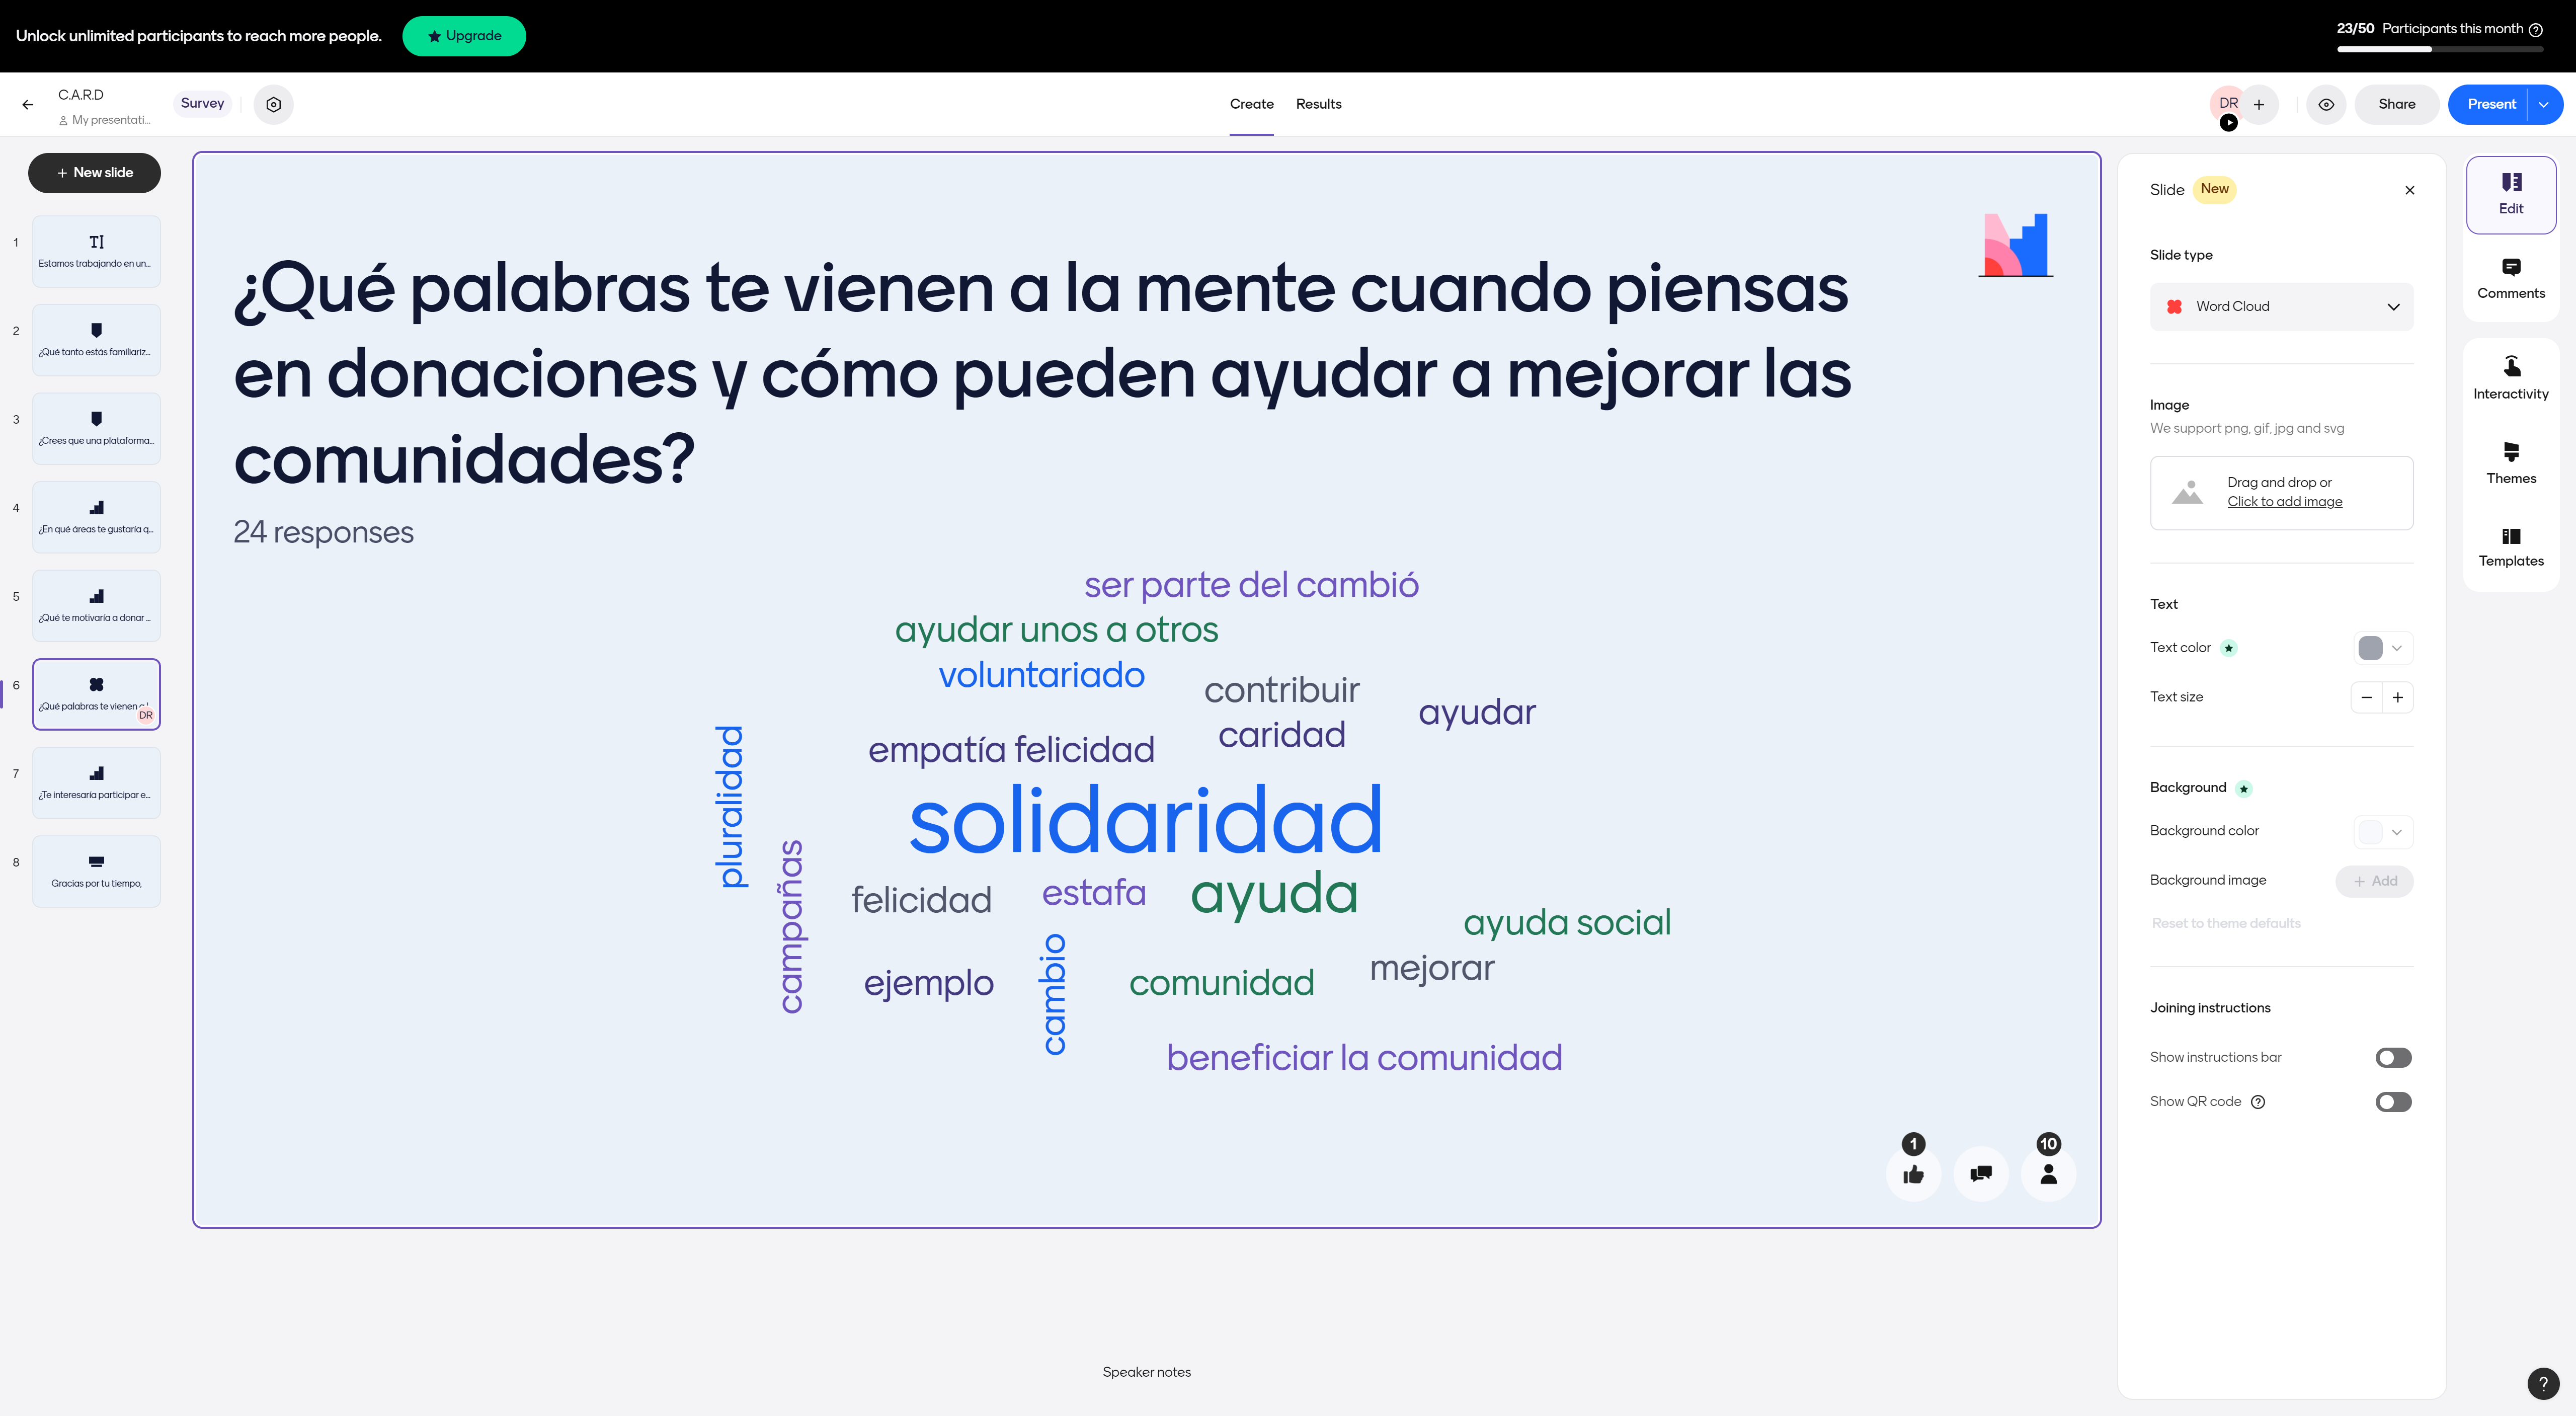 Unlock unlimited participants to reach more people.
Upgrade
23/50 Participants this month
C.A.R.D
My presentati...
Survey
Create
Results
DR
Share
Present
New slide
1
Estamos trabajando en un...
2
¿Qué tanto estás familiariz...
3
¿Crees que una plataforma...
4
¿En qué áreas te gustaría q...
5
¿Qué te motivaría a donar ...
6
¿Qué palabras te vienen a l
DR
7
¿Te interesaría participar e...
8
Gracias por tu tiempo,
¿Qué palabras te vienen a la mente cuando piensas
en donaciones y cómo pueden ayudar a mejorar las
comunidades?
24 responses
ser parte del cambió
ayudar unos a otros
voluntariado
contribuir
ayudar
caridad
empatía felicidad
pluralidad
solidaridad
campañas
felicidad
estafa
ayuda
ayuda social
cambio
mejorar
ejemplo
comunidad
beneficiar la comunidad
1
10
Speaker notes
Slide New
Slide type
Word Cloud
Image
We support png, gif, jpg and svg
Drag and drop or
Click to add image
Text
Text color
Text size
Background
Background color
Background image
Add
Reset to theme defaults
Joining instructions
Show instructions bar
Show QR code
Edit
Comments
Interactivity
Themes
Templates